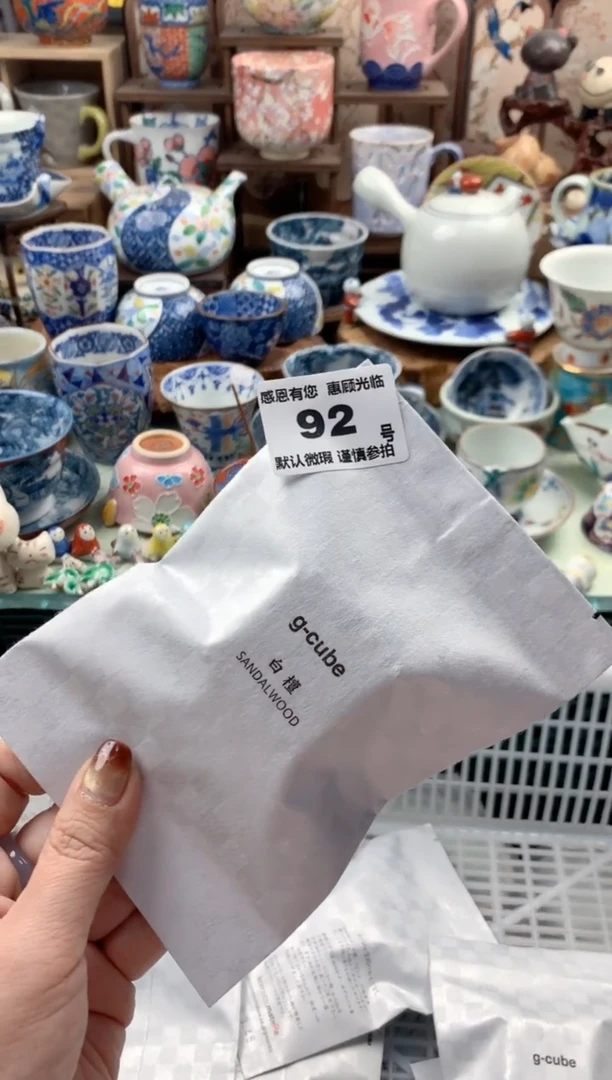 感恩有您 惠顾光临
92 号
默认微瑕 谨慎参拍
g-cube
白檀
SANDALWOOD
g-cube